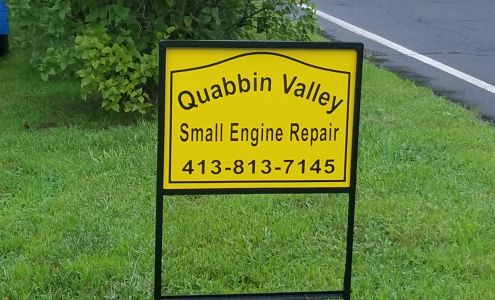 Quabbin Valley
Small Engine Repair
413-813-7145